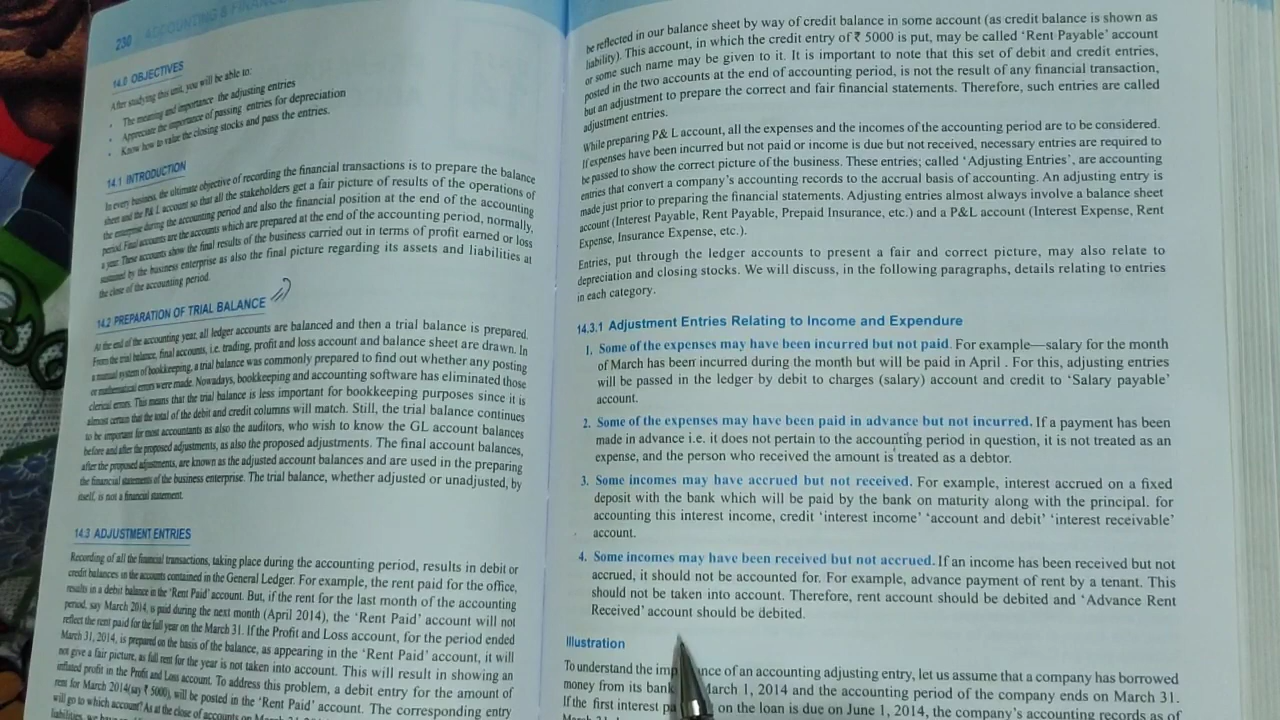 230 ACCOUNTING & FINANC
14.0 OBJECTIVES
After studying this unit, you will be able to:
• The meaning and importance the adjusting entries
• Appreciate the importance of passing entries for depreciation
• Know how to value the closing stocks and pass the entries.
14.1 INTRODUCTION
In every business, the ultimate objective of recording the financial transactions is to prepare the balance
sheet and the P& L account so that all the stakeholders get a fair picture of results of the operations of
the enterprise during the accounting period and also the financial position at the end of the accounting
period. Final accounts are the accounts which are prepared at the end of the accounting period, normally,
a year. These accounts show the final results of the business carried out in terms of profit earned or loss
sustained by the business enterprise as also the final picture regarding its assets and liabilities at
the close of the accounting period.
14.2 PREPARATION OF TRIAL BALANCE
At the end of the accounting year, all ledger accounts are balanced and then a trial balance is prepared.
From the trial balance, final accounts, i.e. trading, profit and loss account and balance sheet are drawn. In
a manual system of bookkeeping, a trial balance was commonly prepared to find out whether any posting
or mathematical errors were made. Nowadays, bookkeeping and accounting software has eliminated those
clerical errors. This means that the trial balance is less important for bookkeeping purposes since it is
almost certain that the total of the debit and credit columns will match. Still, the trial balance continues
to be important for most accountants as also the auditors, who wish to know the GL account balances
before and after the proposed adjustments, as also the proposed adjustments. The final account balances,
after the proposed adjustments, are known as the adjusted account balances and are used in the preparing
the financial statements of the business enterprise. The trial balance, whether adjusted or unadjusted, by
itself, is not a financial statement.
14.3 ADJUSTMENT ENTRIES
Recording of all the financial transactions, taking place during the accounting period, results in debit or
credit balances in the accounts contained in the General Ledger. For example, the rent paid for the office,
results in a debit balance in the 'Rent Paid' account. But, if the rent for the last month of the accounting
period, say March 2014, is paid during the next month (April 2014), the 'Rent Paid' account will not
reflect the rent paid for the full year on the March 31. If the Profit and Loss account, for the period ended
March 31, 2014, is prepared on the basis of the balance, as appearing in the 'Rent Paid' account, it will
not give a fair picture, as full rent for the year is not taken into account. This will result in showing an
inflated profit in the Profit and Loss account. To address this problem, a debit entry for the amount of
rent for March 2014(say ₹ 5000), will be posted in the 'Rent Paid' account. The corresponding entry
will go to which account? As at the close of accounts on March 31, 2014
liabilities, we have
be reflected in our balance sheet by way of credit balance in some account (as credit balance is shown as
liability). This account, in which the credit entry of ₹ 5000 is put, may be called 'Rent Payable' account
or some such name may be given to it. It is important to note that this set of debit and credit entries,
posted in the two accounts at the end of accounting period, is not the result of any financial transaction,
but an adjustment to prepare the correct and fair financial statements. Therefore, such entries are called
adjustment entries.
While preparing P& L account, all the expenses and the incomes of the accounting period are to be considered.
If expenses have been incurred but not paid or income is due but not received, necessary entries are required to
be passed to show the correct picture of the business. These entries; called 'Adjusting Entries', are accounting
entries that convert a company's accounting records to the accrual basis of accounting. An adjusting entry is
made just prior to preparing the financial statements. Adjusting entries almost always involve a balance sheet
account (Interest Payable, Rent Payable, Prepaid Insurance, etc.) and a P&L account (Interest Expense, Rent
Expense, Insurance Expense, etc.).
Entries, put through the ledger accounts to present a fair and correct picture, may also relate to
depreciation and closing stocks. We will discuss, in the following paragraphs, details relating to entries
in each category.
14.3.1 Adjustment Entries Relating to Income and Expenditure
1. Some of the expenses may have been incurred but not paid. For example—salary for the month
of March has been incurred during the month but will be paid in April . For this, adjusting entries
will be passed in the ledger by debit to charges (salary) account and credit to 'Salary payable'
account.
2. Some of the expenses may have been paid in advance but not incurred. If a payment has been
made in advance i.e. it does not pertain to the accounting period in question, it is not treated as an
expense, and the person who received the amount is treated as a debtor.
3. Some incomes may have accrued but not received. For example, interest accrued on a fixed
deposit with the bank which will be paid by the bank on maturity along with the principal. for
accounting this interest income, credit 'interest income' 'account and debit' 'interest receivable'
account.
4. Some incomes may have been received but not accrued. If an income has been received but not
accrued, it should not be accounted for. For example, advance payment of rent by a tenant. This
should not be taken into account. Therefore, rent account should be debited and 'Advance Rent
Received' account should be debited.
Illustration
To understand the imp nce of an accounting adjusting entry, let us assume that a company has borrowed
money from its bank March 1, 2014 and the accounting period of the company ends on March 31.
If the first interest pa on the loan is due on June 1, 2014, the company's accounting records as of
March 31